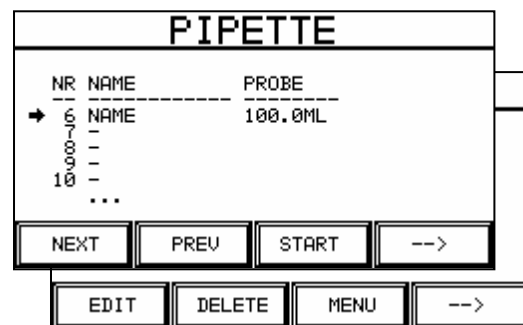 PIPETTE
NR NAME PROBE
6 NAME 100.0ML
7 -
8 -
9 -
10 -
...
NEXT PREV START -->
EDIT DELETE MENU -->